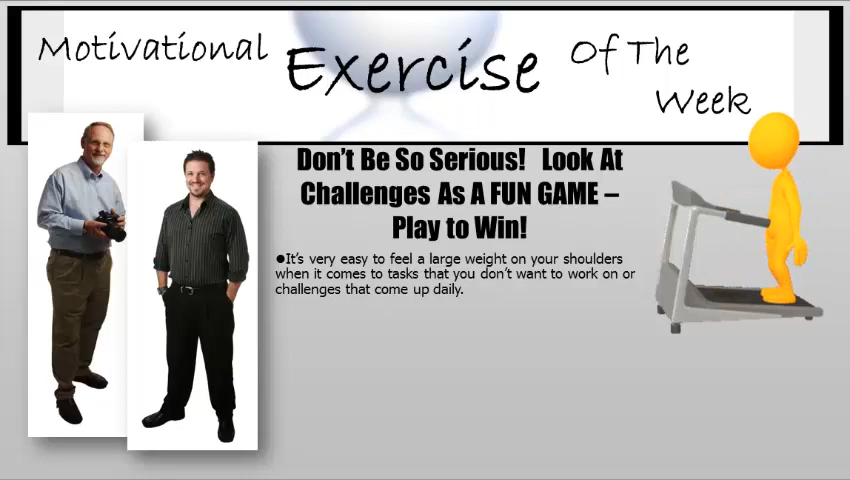 Motivational Exercise Of The
Week
Don't Be So Serious! Look At
Challenges As A FUN GAME –
Play to Win!
●It's very easy to feel a large weight on your shoulders
when it comes to tasks that you don't want to work on or
challenges that come up daily.